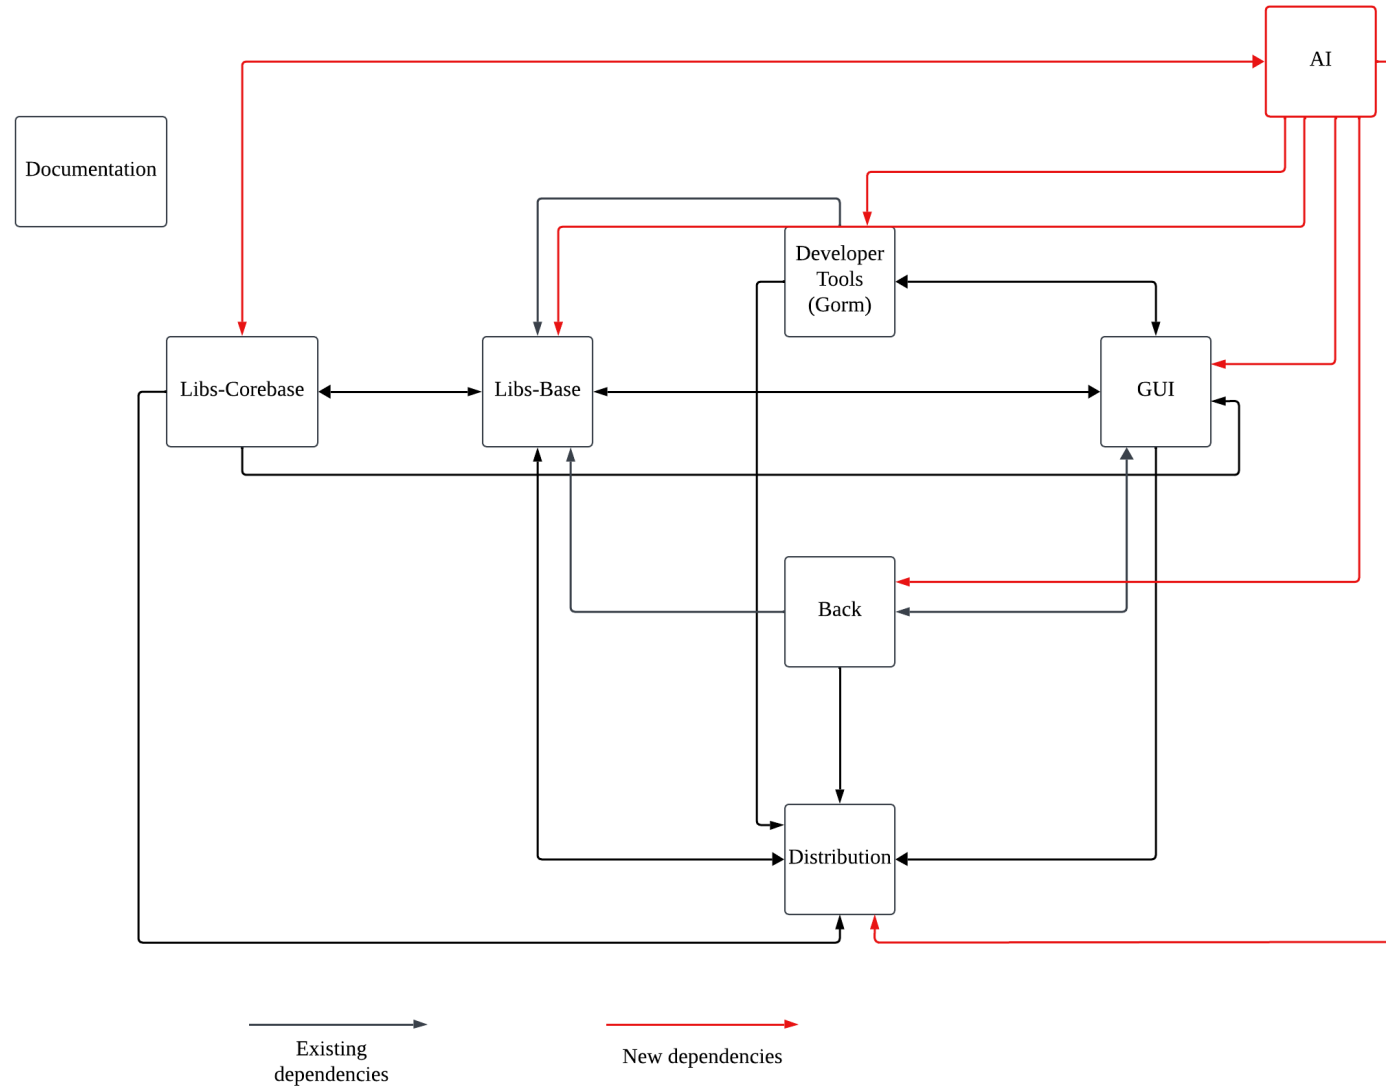 AI
Documentation
Developer
Tools
(Gorm)
Libs-Corebase
Libs-Base
GUI
Back
Distribution
Existing
dependencies
New dependencies